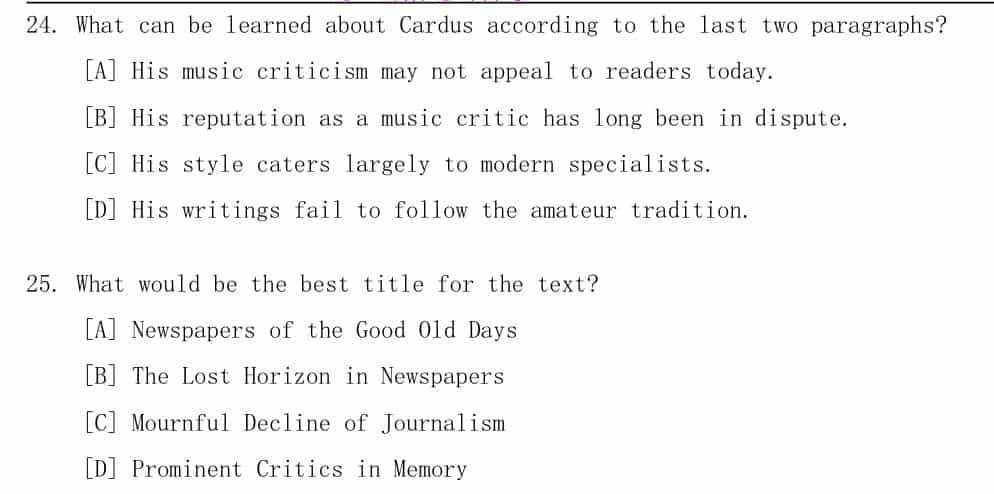 24. What can be learned about Cardus according to the last two paragraphs?
[A] His music criticism may not appeal to readers today.
[B] His reputation as a music critic has long been in dispute.
[C] His style caters largely to modern specialists.
[D] His writings fail to follow the amateur tradition.
25. What would be the best title for the text?
[A] Newspapers of the Good Old Days
[B] The Lost Horizon in Newspapers
[C] Mournful Decline of Journalism
[D] Prominent Critics in Memory